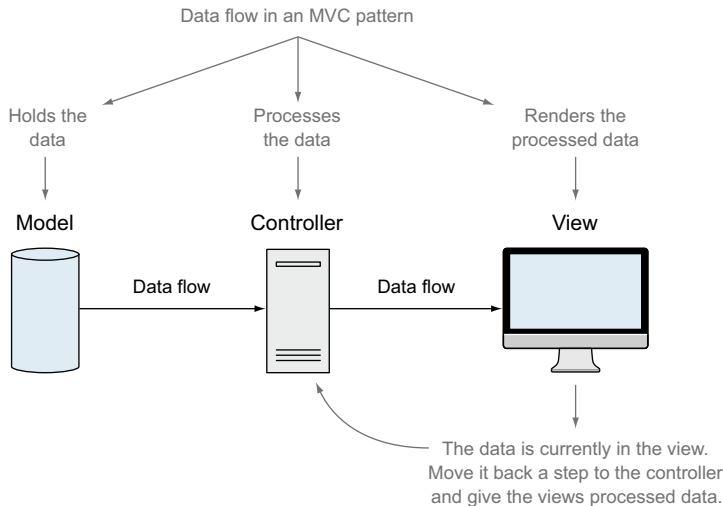 Data flow in an MVC pattern
Holds the
data
Processes
the data
Renders the
processed data
Model
Controller
View
Data flow
Data flow
The data is currently in the view.
Move it back a step to the controller
and give the views processed data.